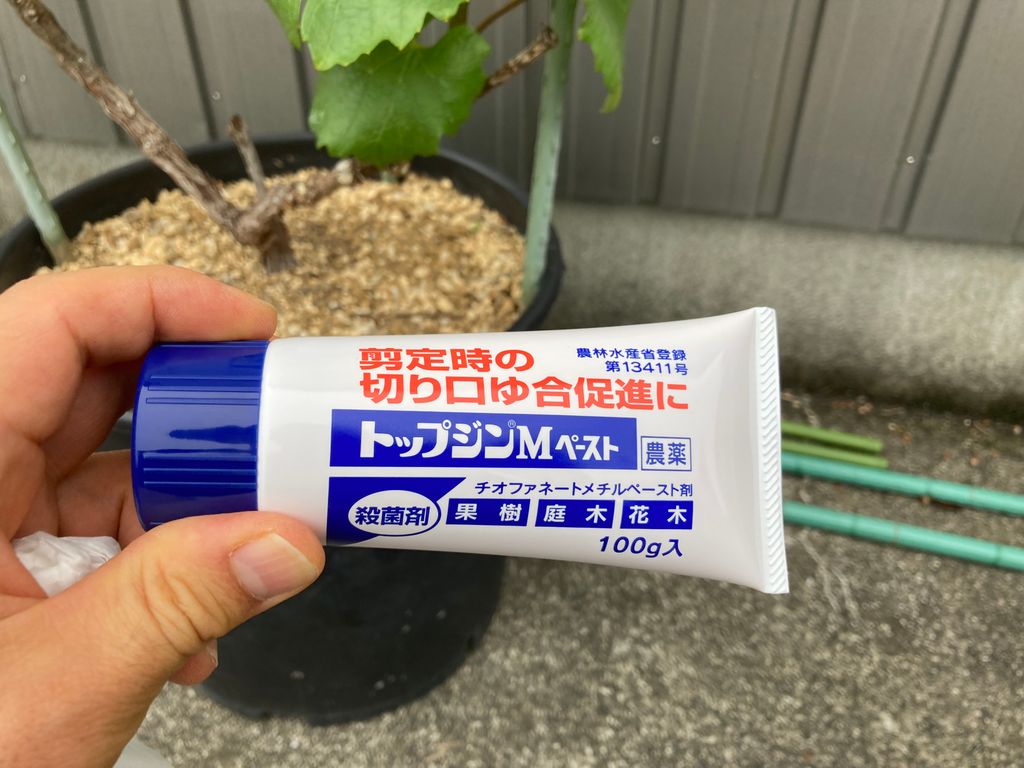 剪定時の
切り口ゆ合促進に
農林水産省登録
第13411号
トップジン®Mペースト
農薬
チオファネートメチルペースト剤
殺菌剤
果樹 庭木 花木
100g入